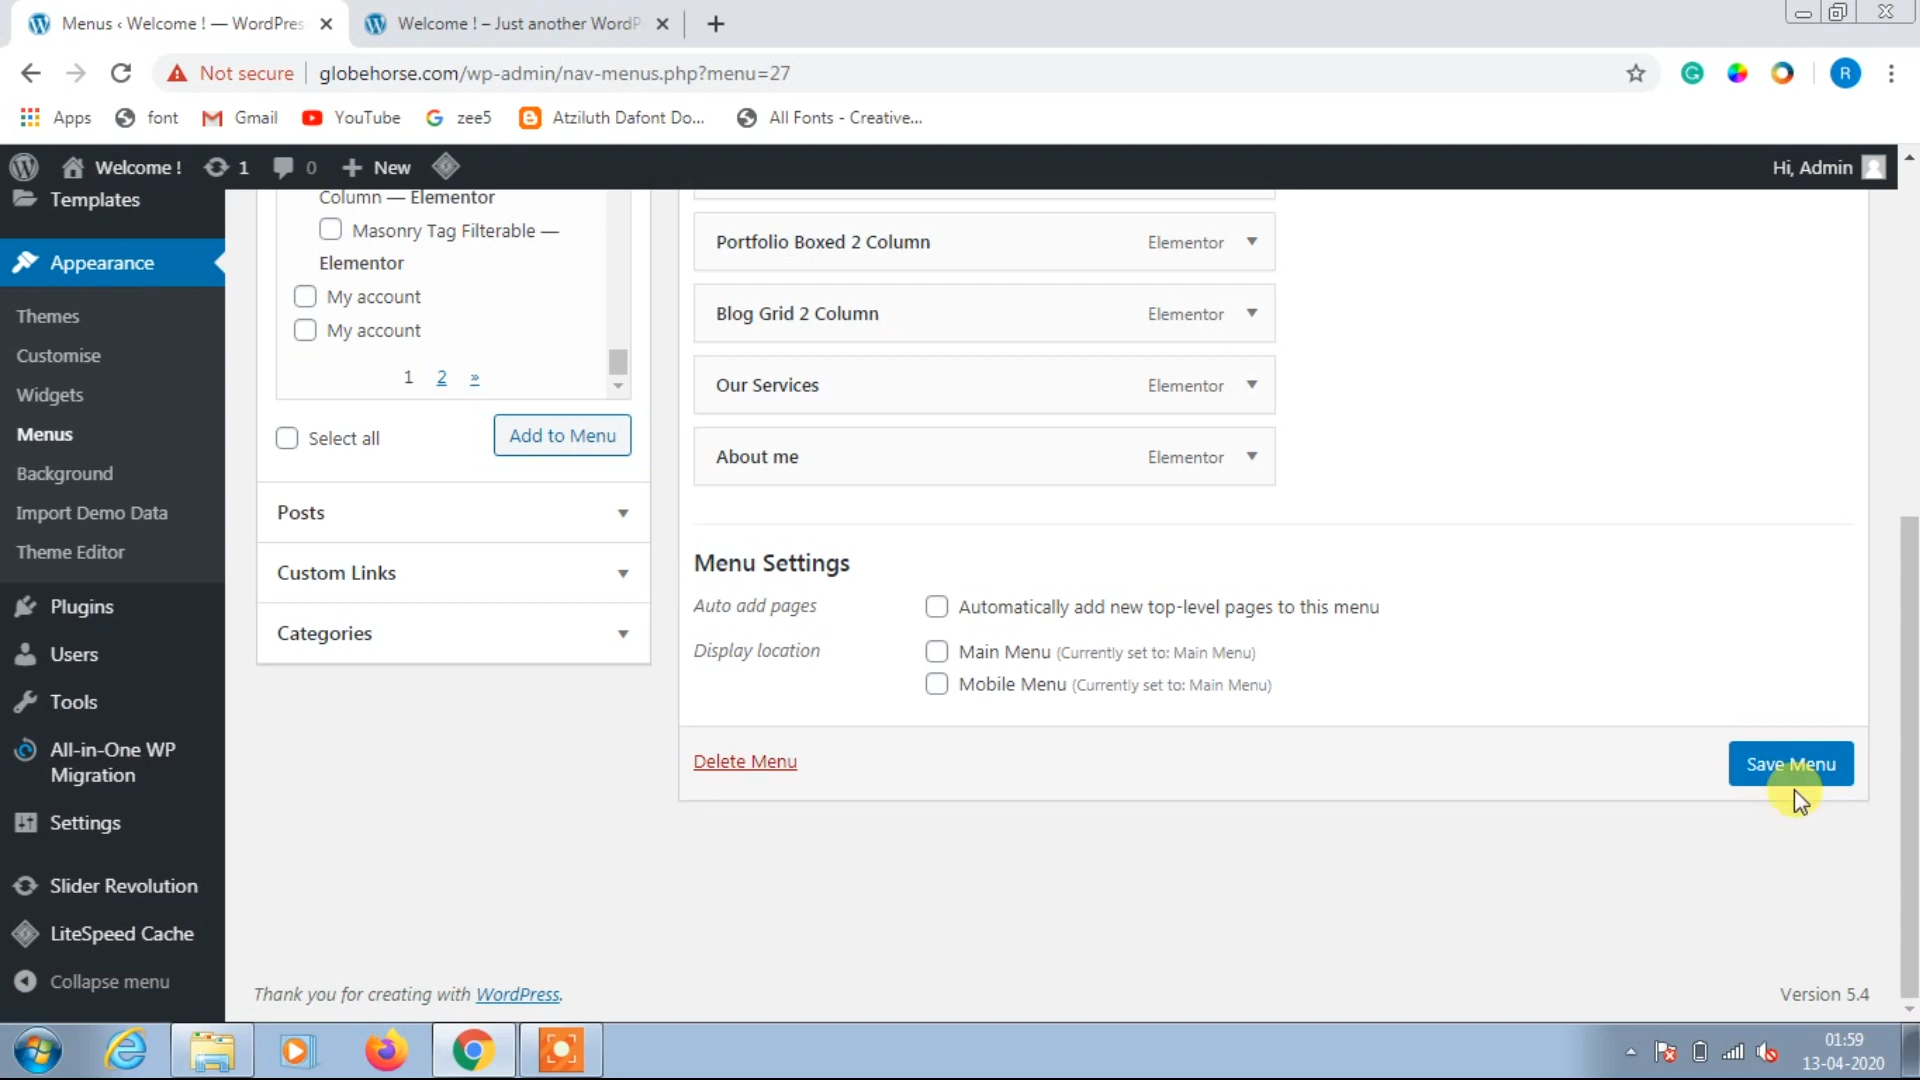 Menus ‹ Welcome ! — WordPres
Welcome ! – Just another WordP
Not secure
globehorse.com/wp-admin/nav-menus.php?menu=27
R
Apps
font
Gmail
YouTube
zee5
Atziluth Dafont Do...
All Fonts - Creative...
Welcome !
1
0
New
Hi, Admin
Templates
Appearance
Themes
Customise
Widgets
Menus
Background
Import Demo Data
Theme Editor
Plugins
Users
Tools
All-in-One WP
Migration
Settings
Slider Revolution
LiteSpeed Cache
Collapse menu
Column — Elementor
Masonry Tag Filterable —
Elementor
My account
My account
1 2 »
Select all
Add to Menu
Posts
Custom Links
Categories
Portfolio Boxed 2 Column Elementor
Blog Grid 2 Column Elementor
Our Services Elementor
About me Elementor
Menu Settings
Auto add pages
Automatically add new top-level pages to this menu
Display location
Main Menu (Currently set to: Main Menu)
Mobile Menu (Currently set to: Main Menu)
Delete Menu
Save Menu
Thank you for creating with WordPress.
Version 5.4
01:59
13-04-2020